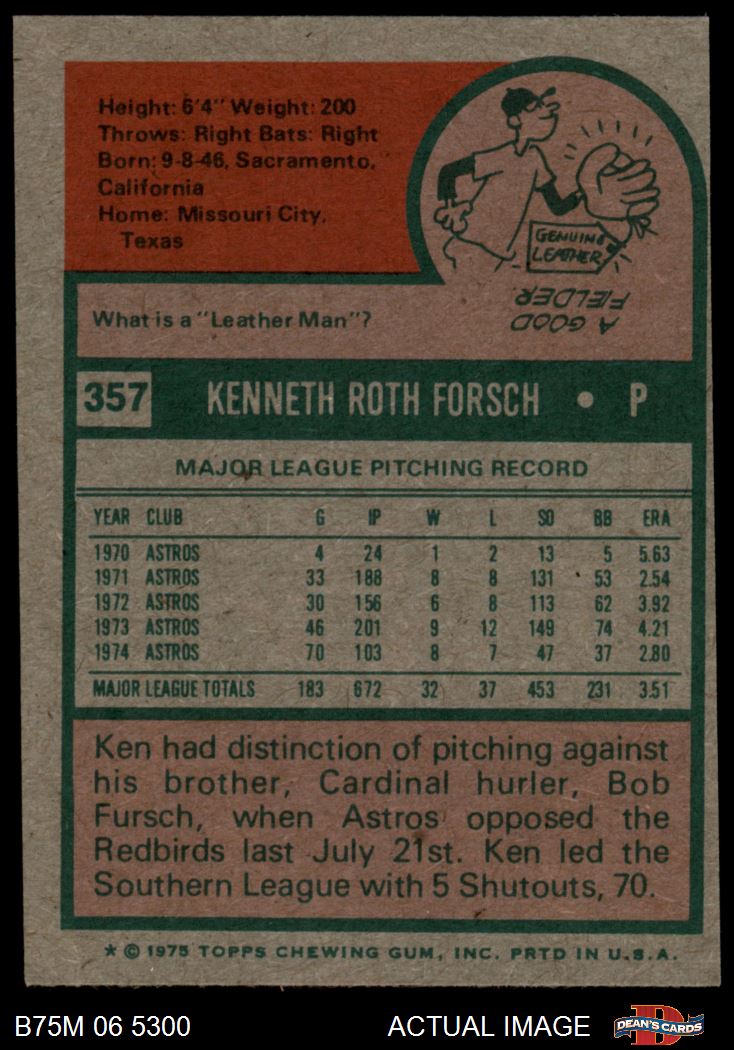 Height: 6'4" Weight: 200
Throws: Right Bats: Right
Born: 9-8-46, Sacramento,
California
Home: Missouri City,
Texas
GENUINE
LEATHER
What is a "Leather Man"?
A GOOD
FIELDER.
357 KENNETH ROTH FORSCH • P
MAJOR LEAGUE PITCHING RECORD
YEAR CLUB G IP W L SO BB ERA
1970 ASTROS 4 24 1 2 13 5 5.63
1971 ASTROS 33 188 8 8 131 53 2.54
1972 ASTROS 30 156 6 8 113 62 3.92
1973 ASTROS 46 201 9 12 149 74 4.21
1974 ASTROS 70 103 8 7 47 37 2.80
MAJOR LEAGUE TOTALS 183 672 32 37 453 231 3.51
Ken had distinction of pitching against
his brother, Cardinal hurler, Bob
Fursch, when Astros opposed the
Redbirds last July 21st. Ken led the
Southern League with 5 Shutouts, 70.
* © 1975 TOPPS CHEWING GUM, INC. PRTD IN U.S.A.
B75M 06 5300 ACTUAL IMAGE D DEAN'S CARDS